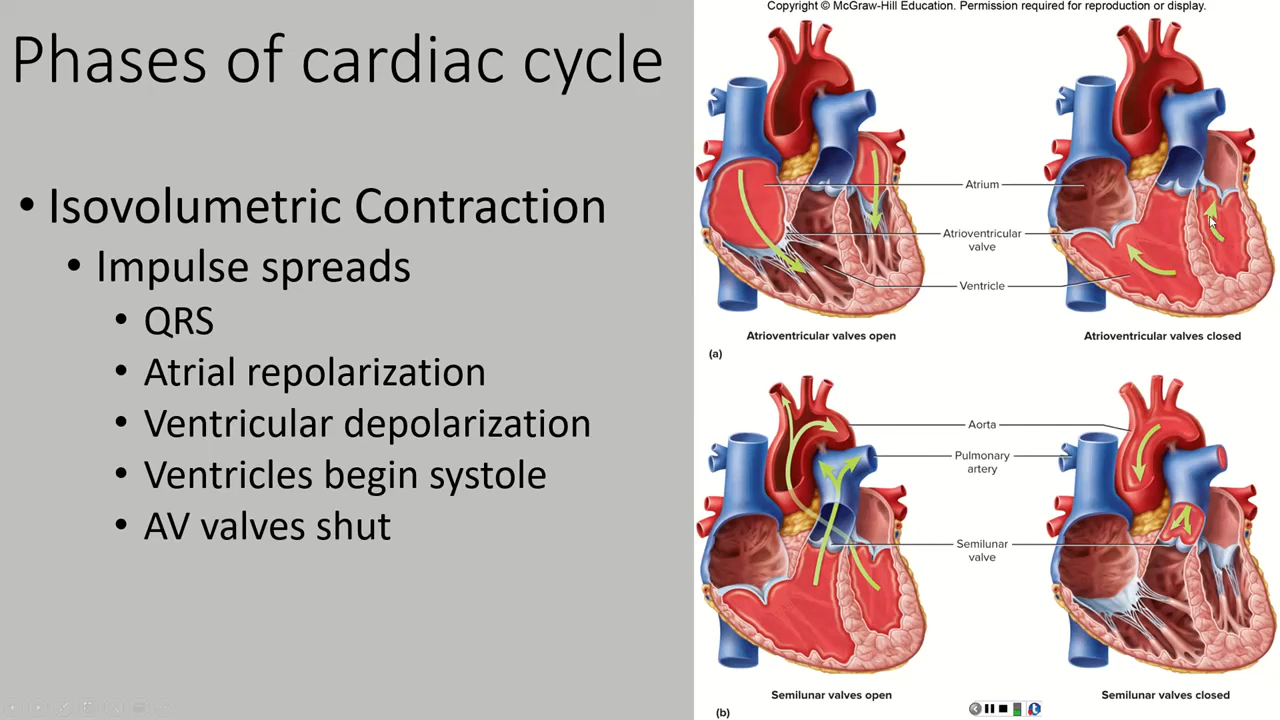 Copyright © McGraw-Hill Education. Permission required for reproduction or display.
Phases of cardiac cycle
• Isovolumetric Contraction
• Impulse spreads
• QRS
• Atrial repolarization
• Ventricular depolarization
• Ventricles begin systole
• AV valves shut
Atrium
Atrioventricular
valve
Ventricle
Atrioventricular valves open
Atrioventricular valves closed
(a)
Aorta
Pulmonary
artery
Semilunar
valve
Semilunar valves open
Semilunar valves closed
(b)